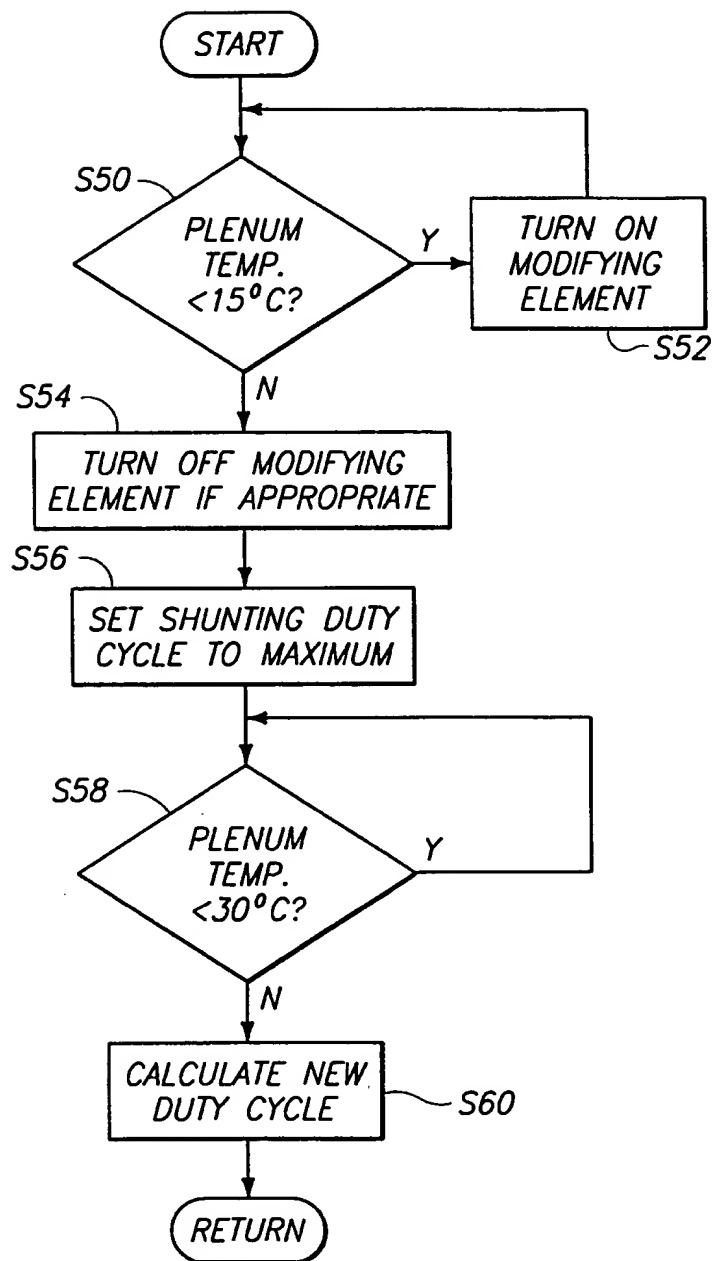 START
S50
PLENUM
TEMP.
<15°C?
Y
TURN ON
MODIFYING
ELEMENT
S52
N
S54
TURN OFF MODIFYING
ELEMENT IF APPROPRIATE
S56
SET SHUNTING DUTY
CYCLE TO MAXIMUM
S58
PLENUM
TEMP.
<30°C?
Y
N
CALCULATE NEW
DUTY CYCLE
S60
RETURN